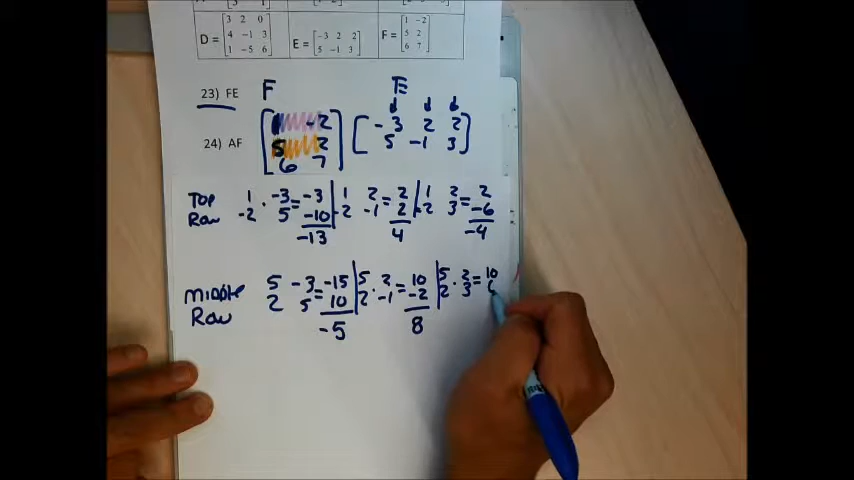 D = [3 2 0
4 -1 3
1 -5 6]
E = [-3 2 2
5 -1 3]
F = [1 -2
5 2
6 7]
23) FE F E
24) AF
[ -2
5 2
6 7] [-3 2 2
5 -1 3]
TOP ROW
1 · -3 = -3 | 1 2 = 2 | 1 2 = 2
-2 5 -10 | -2 -1 2 | -2 3 -6
-13 4 -4
MIDDLE ROW
5 -3 = -15 | 5 · 2 = 10 | 5 · 2 = 10
2 5 10 | 2 -1 -2 | 2 3 6
-5 8